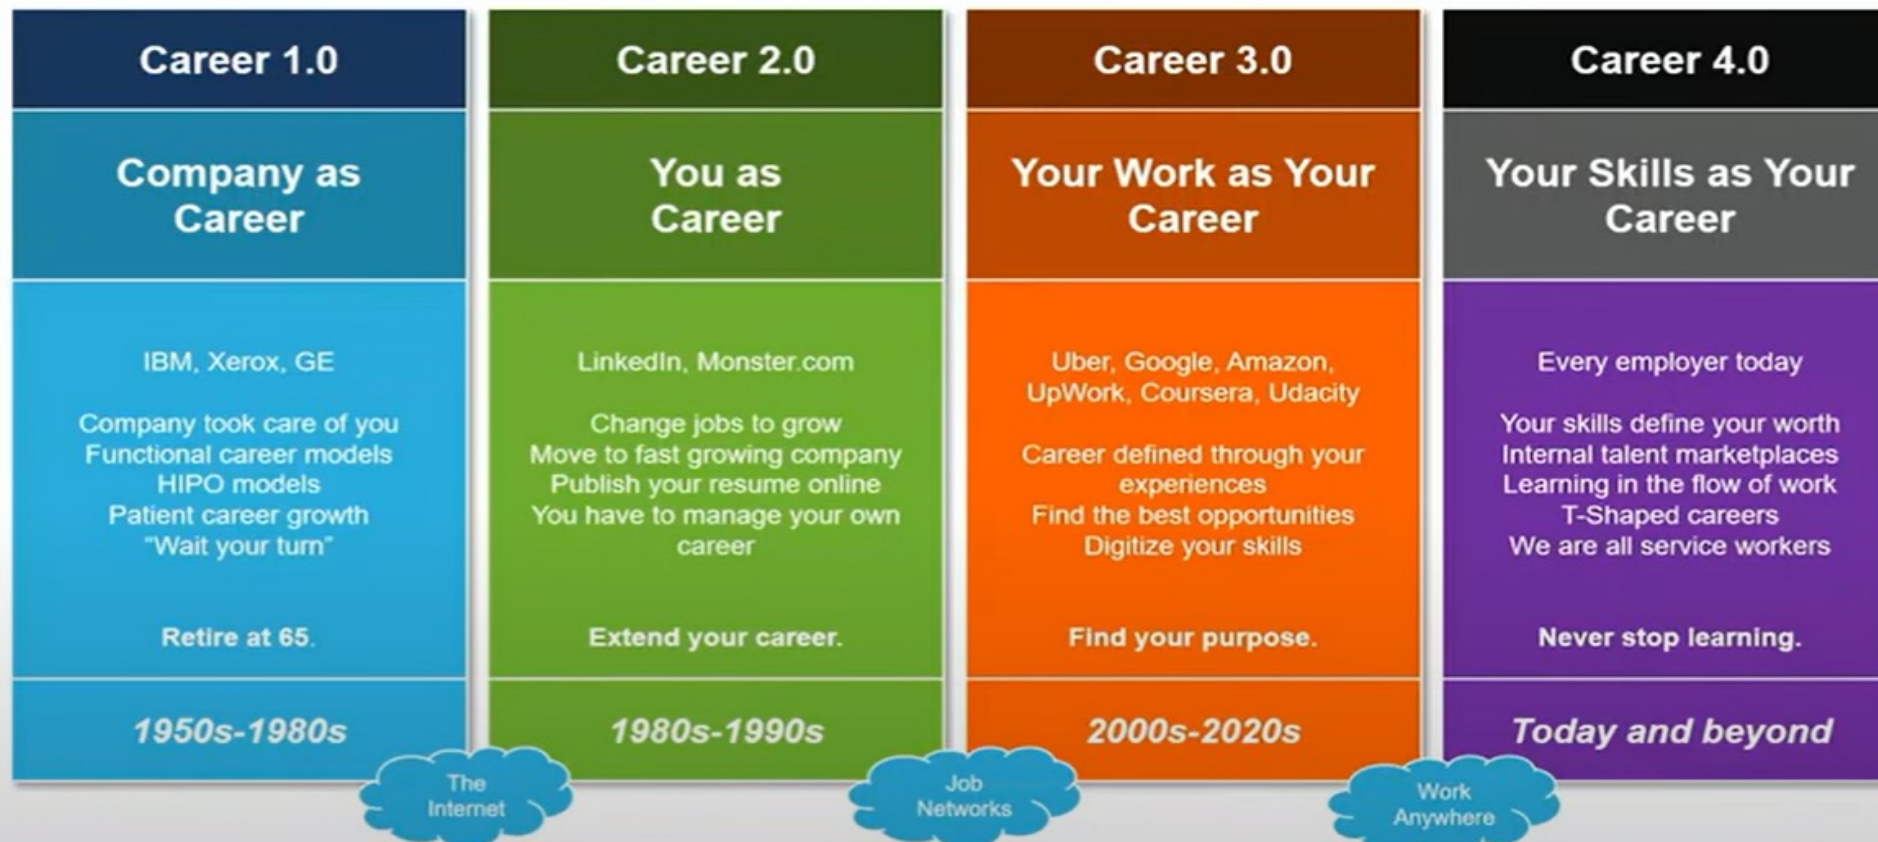 Career 1.0
Company as
Career
IBM, Xerox, GE
Company took care of you
Functional career models
HIPO models
Patient career growth
"Wait your turn"
Retire at 65.
1950s-1980s
The
Internet
Career 2.0
You as
Career
LinkedIn, Monster.com
Change jobs to grow
Move to fast growing company
Publish your resume online
You have to manage your own
career
Extend your career.
1980s-1990s
Job
Networks
Career 3.0
Your Work as Your
Career
Uber, Google, Amazon,
UpWork, Coursera, Udacity
Career defined through your
experiences
Find the best opportunities
Digitize your skills
Find your purpose.
2000s-2020s
Work
Anywhere
Career 4.0
Your Skills as Your
Career
Every employer today
Your skills define your worth
Internal talent marketplaces
Learning in the flow of work
T-Shaped careers
We are all service workers
Never stop learning.
Today and beyond